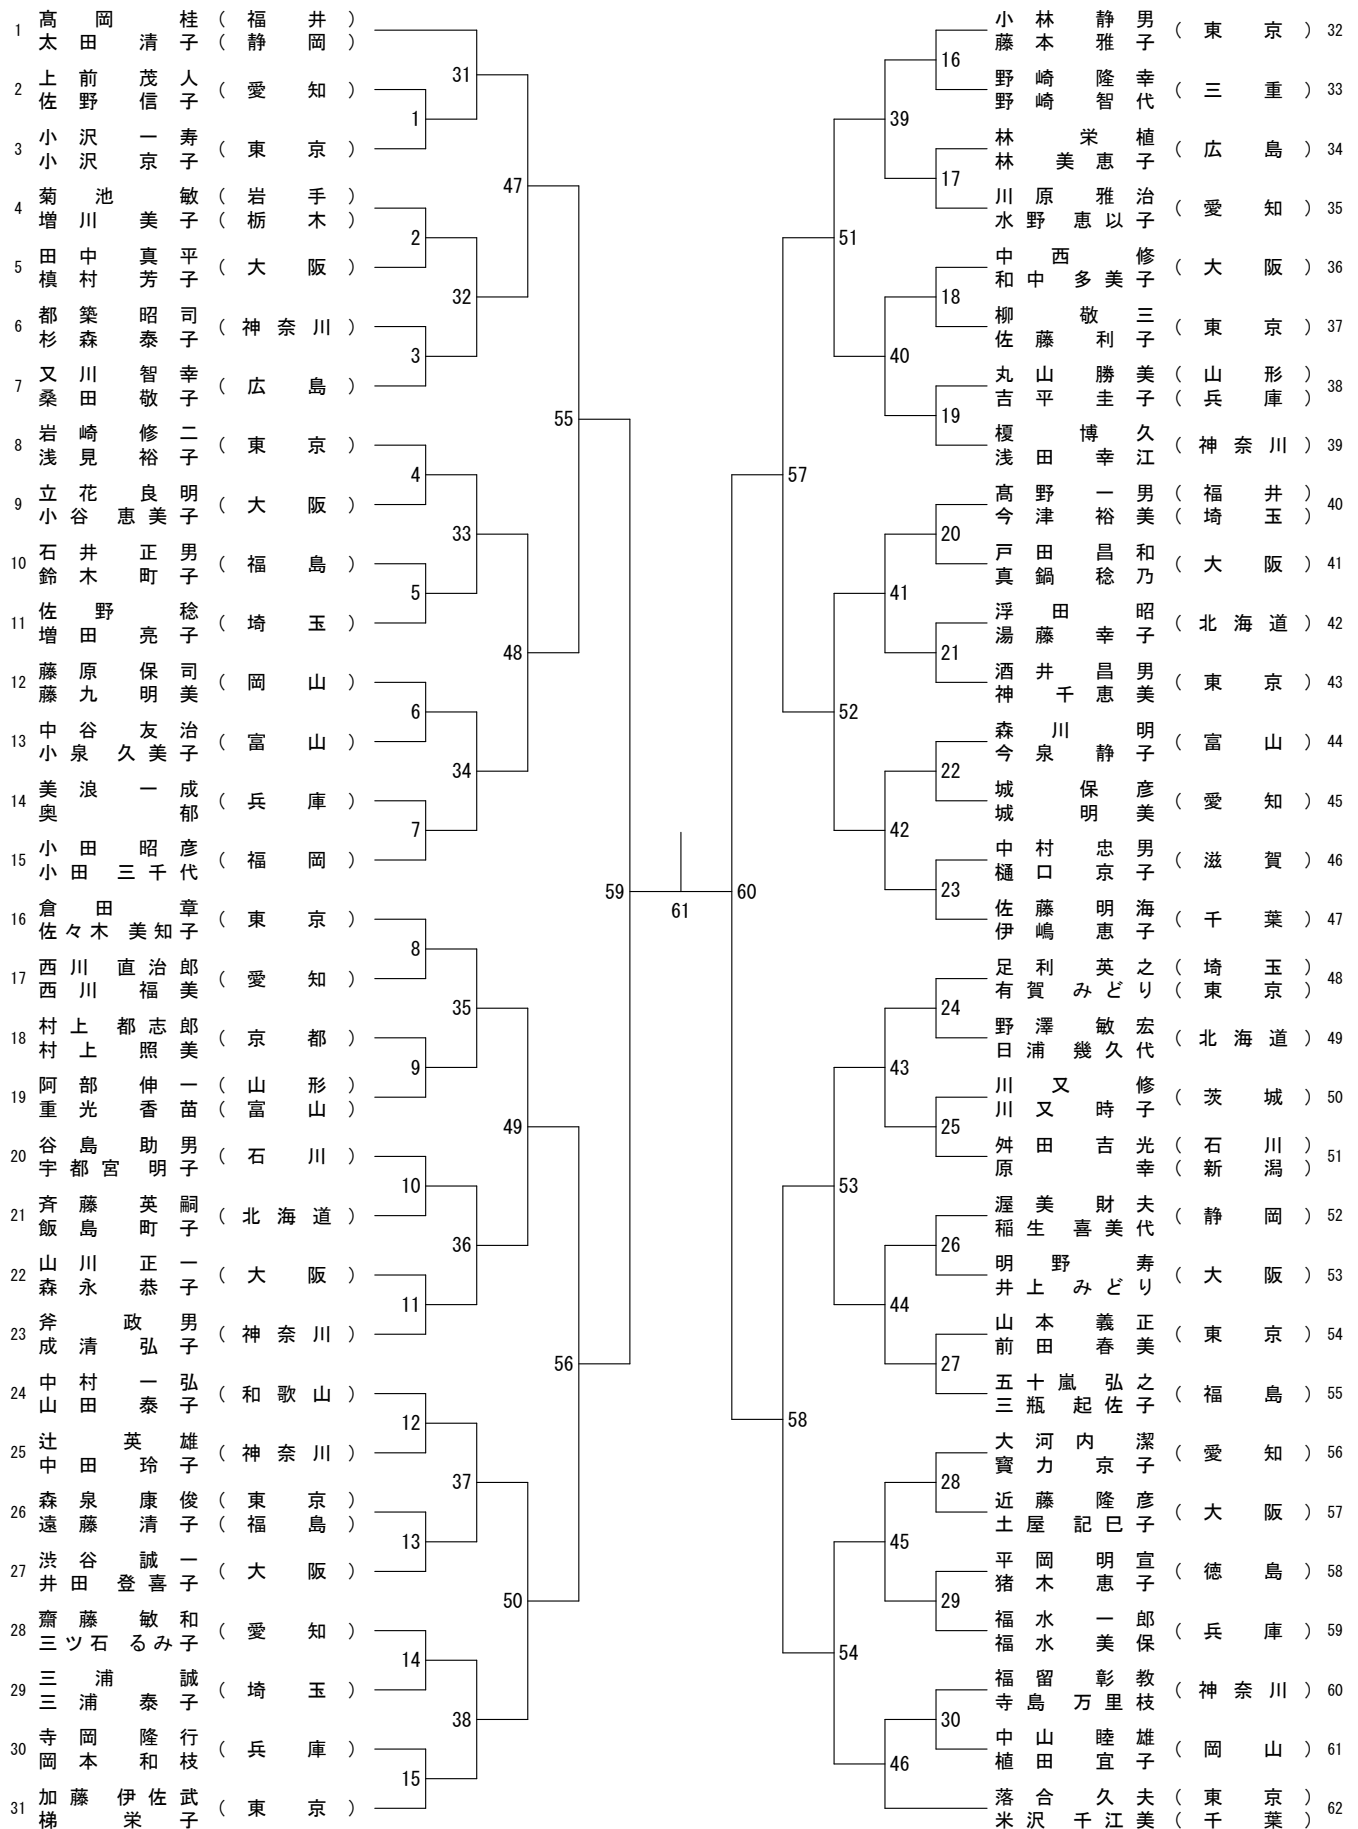 1 髙岡 桂 (福井)
太田 清子 (静岡)
2 上前 茂人
佐野 信子 (愛知)
3 小沢 一寿
小沢 京子 (東京)
4 菊池 敏 (岩手)
増川 美子 (栃木)
5 田中 真平
槙村 芳子 (大阪)
6 都築 昭司
杉森 泰子 (神奈川)
7 又川 智幸
桑田 敬子 (広島)
8 岩崎 修二
浅見 裕子 (東京)
9 立花 良明
小谷 恵美子 (大阪)
10 石井 正男
鈴木 町子 (福島)
11 佐野 稔
増田 亮子 (埼玉)
12 藤原 保司
藤九 明美 (岡山)
13 中谷 友治
小泉 久美子 (富山)
14 美浪 一成
奥 郁 (兵庫)
15 小田 昭彦
小田 三千代 (福岡)
16 倉田 章
佐々木 美知子 (東京)
17 西川 直治郎
西川 福美 (愛知)
18 村上 都志郎
村上 照美 (京都)
19 阿部 伸一 (山形)
重光 香苗 (富山)
20 谷島 助男
宇都宮 明子 (石川)
21 斉藤 英嗣
飯島 町子 (北海道)
22 山川 正一
森永 恭子 (大阪)
23 斧 政男
成清 弘子 (神奈川)
24 中村 一弘
山田 泰子 (和歌山)
25 辻 英雄
中田 玲子 (神奈川)
26 森泉 康俊 (東京)
遠藤 清子 (福島)
27 渋谷 誠一
井田 登喜子 (大阪)
28 齋藤 敏和
三ツ石 るみ子 (愛知)
29 三浦 誠
三浦 泰子 (埼玉)
30 寺岡 隆行
岡本 和枝 (兵庫)
31 加藤 伊佐武
梯 栄子 (東京)
1
2
3
4
5
6
7
8
9
10
11
12
13
14
15
31
32
33
34
35
36
37
38
47
48
49
50
55
56
59
61
60
57
58
51
52
53
54
39
40
41
42
43
44
45
46
16
17
18
19
20
21
22
23
24
25
26
27
28
29
30
小林 静男
藤本 雅子 (東京) 32
野崎 隆幸
野崎 智代 (三重) 33
林 栄植
林 美恵子 (広島) 34
川原 雅治
水野 恵以子 (愛知) 35
中西 修
和中 多美子 (大阪) 36
柳 敬三
佐藤 利子 (東京) 37
丸山 勝美 (山形) 38
吉平 圭子 (兵庫)
榎 博久
浅田 幸江 (神奈川) 39
髙野 一男 (福井) 40
今津 裕美 (埼玉)
戸田 昌和
真鍋 稔乃 (大阪) 41
浮田 昭
湯藤 幸子 (北海道) 42
酒井 昌男
神 千恵美 (東京) 43
森川 明
今泉 静子 (富山) 44
城 保彦
城 明美 (愛知) 45
中村 忠男
樋口 京子 (滋賀) 46
佐藤 明海
伊嶋 恵子 (千葉) 47
足利 英之 (埼玉) 48
有賀 みどり (東京)
野澤 敏宏
日浦 幾久代 (北海道) 49
川又 修
川又 時子 (茨城) 50
舛田 吉光 (石川) 51
原 幸 (新潟)
渥美 財夫
稲生 喜美代 (静岡) 52
明野 寿
井上 みどり (大阪) 53
山本 義正
前田 春美 (東京) 54
五十嵐 弘之
三瓶 起佐子 (福島) 55
大河内 潔
寳力 京子 (愛知) 56
近藤 隆彦
土屋 記巳子 (大阪) 57
平岡 明宣
猪木 恵子 (徳島) 58
福水 一郎
福水 美保 (兵庫) 59
福留 彰教
寺島 万里枝 (神奈川) 60
中山 睦雄
植田 宜子 (岡山) 61
落合 久夫 (東京) 62
米沢 千江美 (千葉)